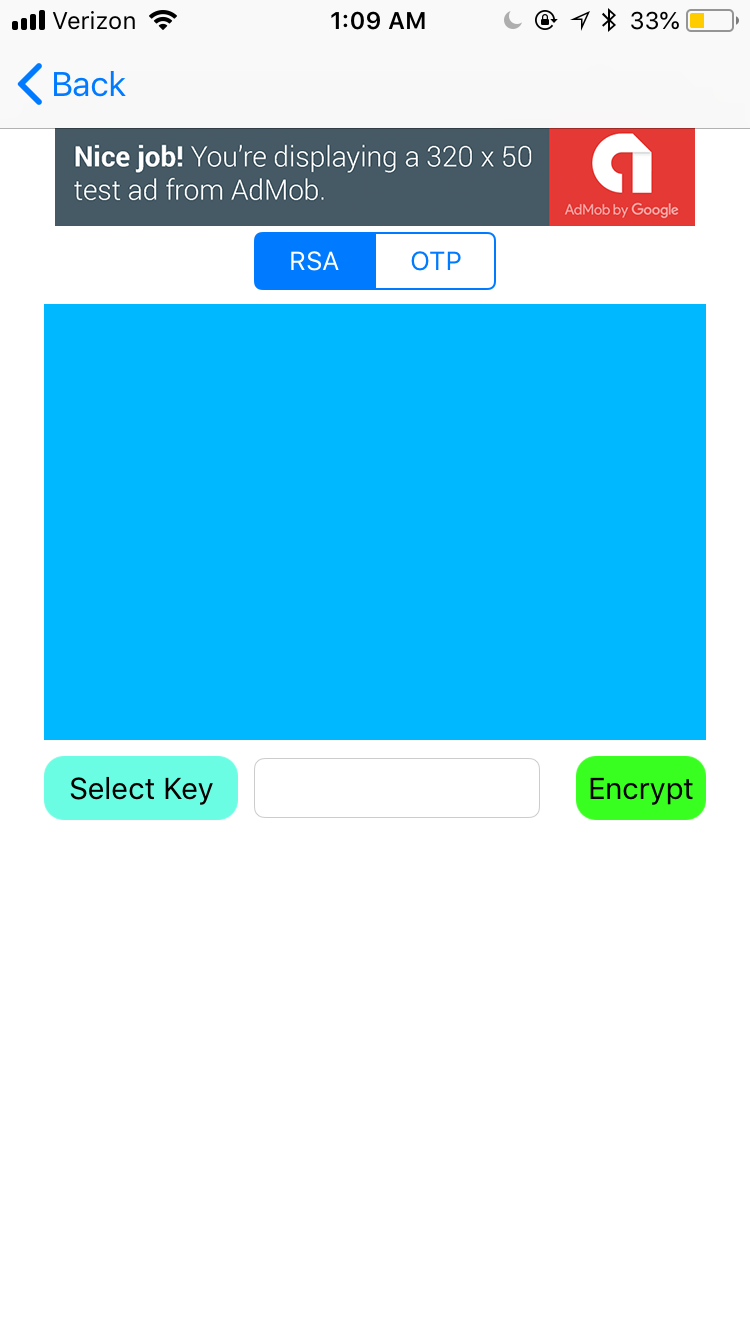 Verizon 1:09 AM 33%
Back
Nice job! You're displaying a 320 x 50
test ad from AdMob.
AdMob by Google
RSA OTP
Select Key Encrypt